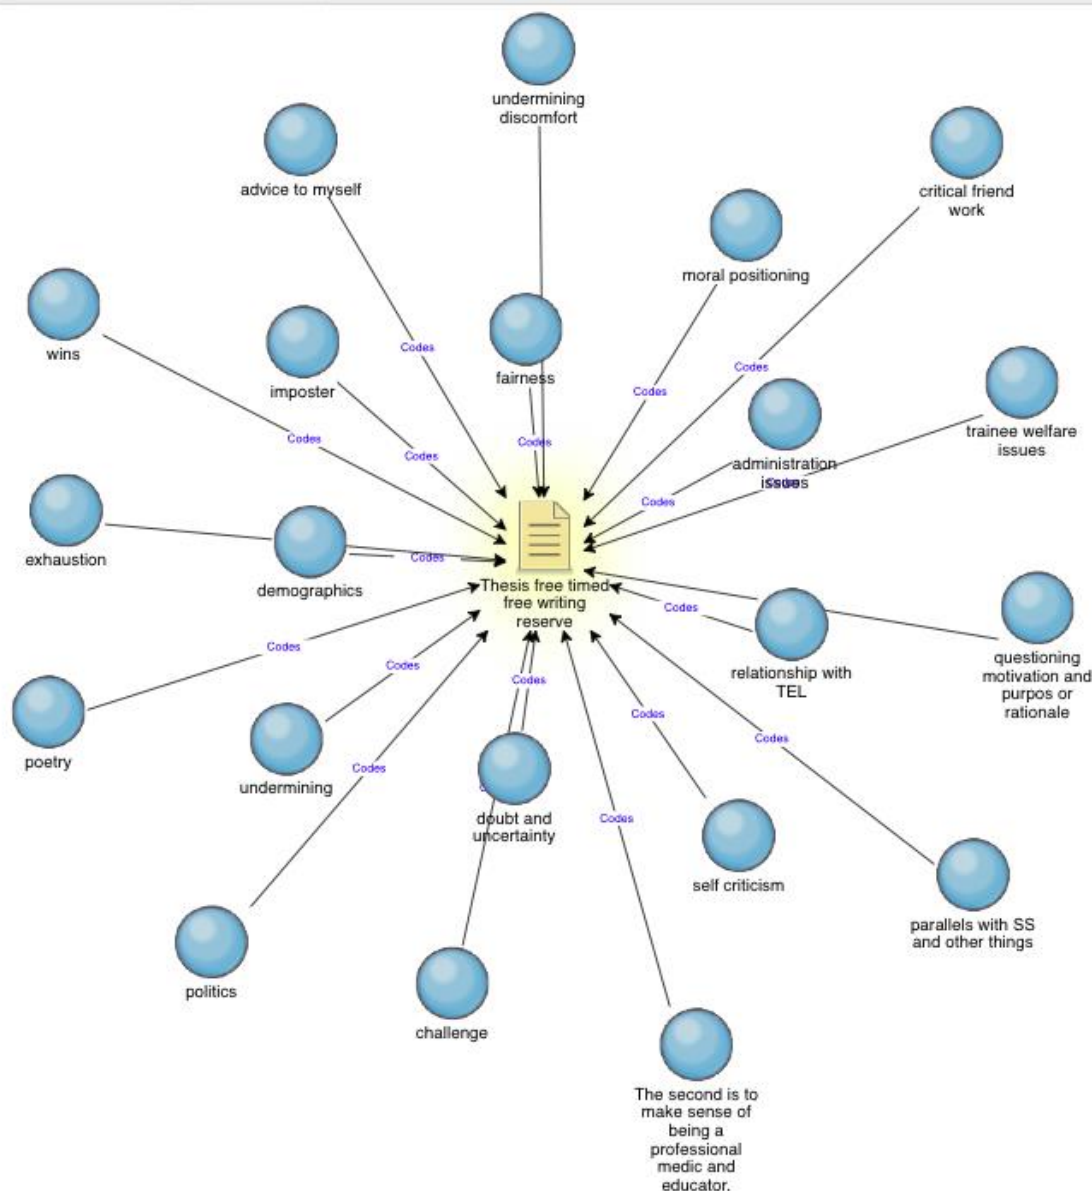 undermining
discomfort
advice to myself
critical friend
work
moral positioning
wins
imposter
fairness
Codes
Codes
Codes
Codes
Codes
Codes
administration
issues
trainee welfare
issues
Codes
exhaustion
demographics
Codes
Thesis free timed
free writing
reserve
Codes
relationship with
TEL
questioning
motivation and
purpos or
rationale
Codes
Codes
Codes
poetry
undermining
Codes
Codes
Codes
doubt and
uncertainty
Codes
self criticism
parallels with SS
and other things
politics
challenge
The second is to
make sense of
being a
professional
medic and
educator.